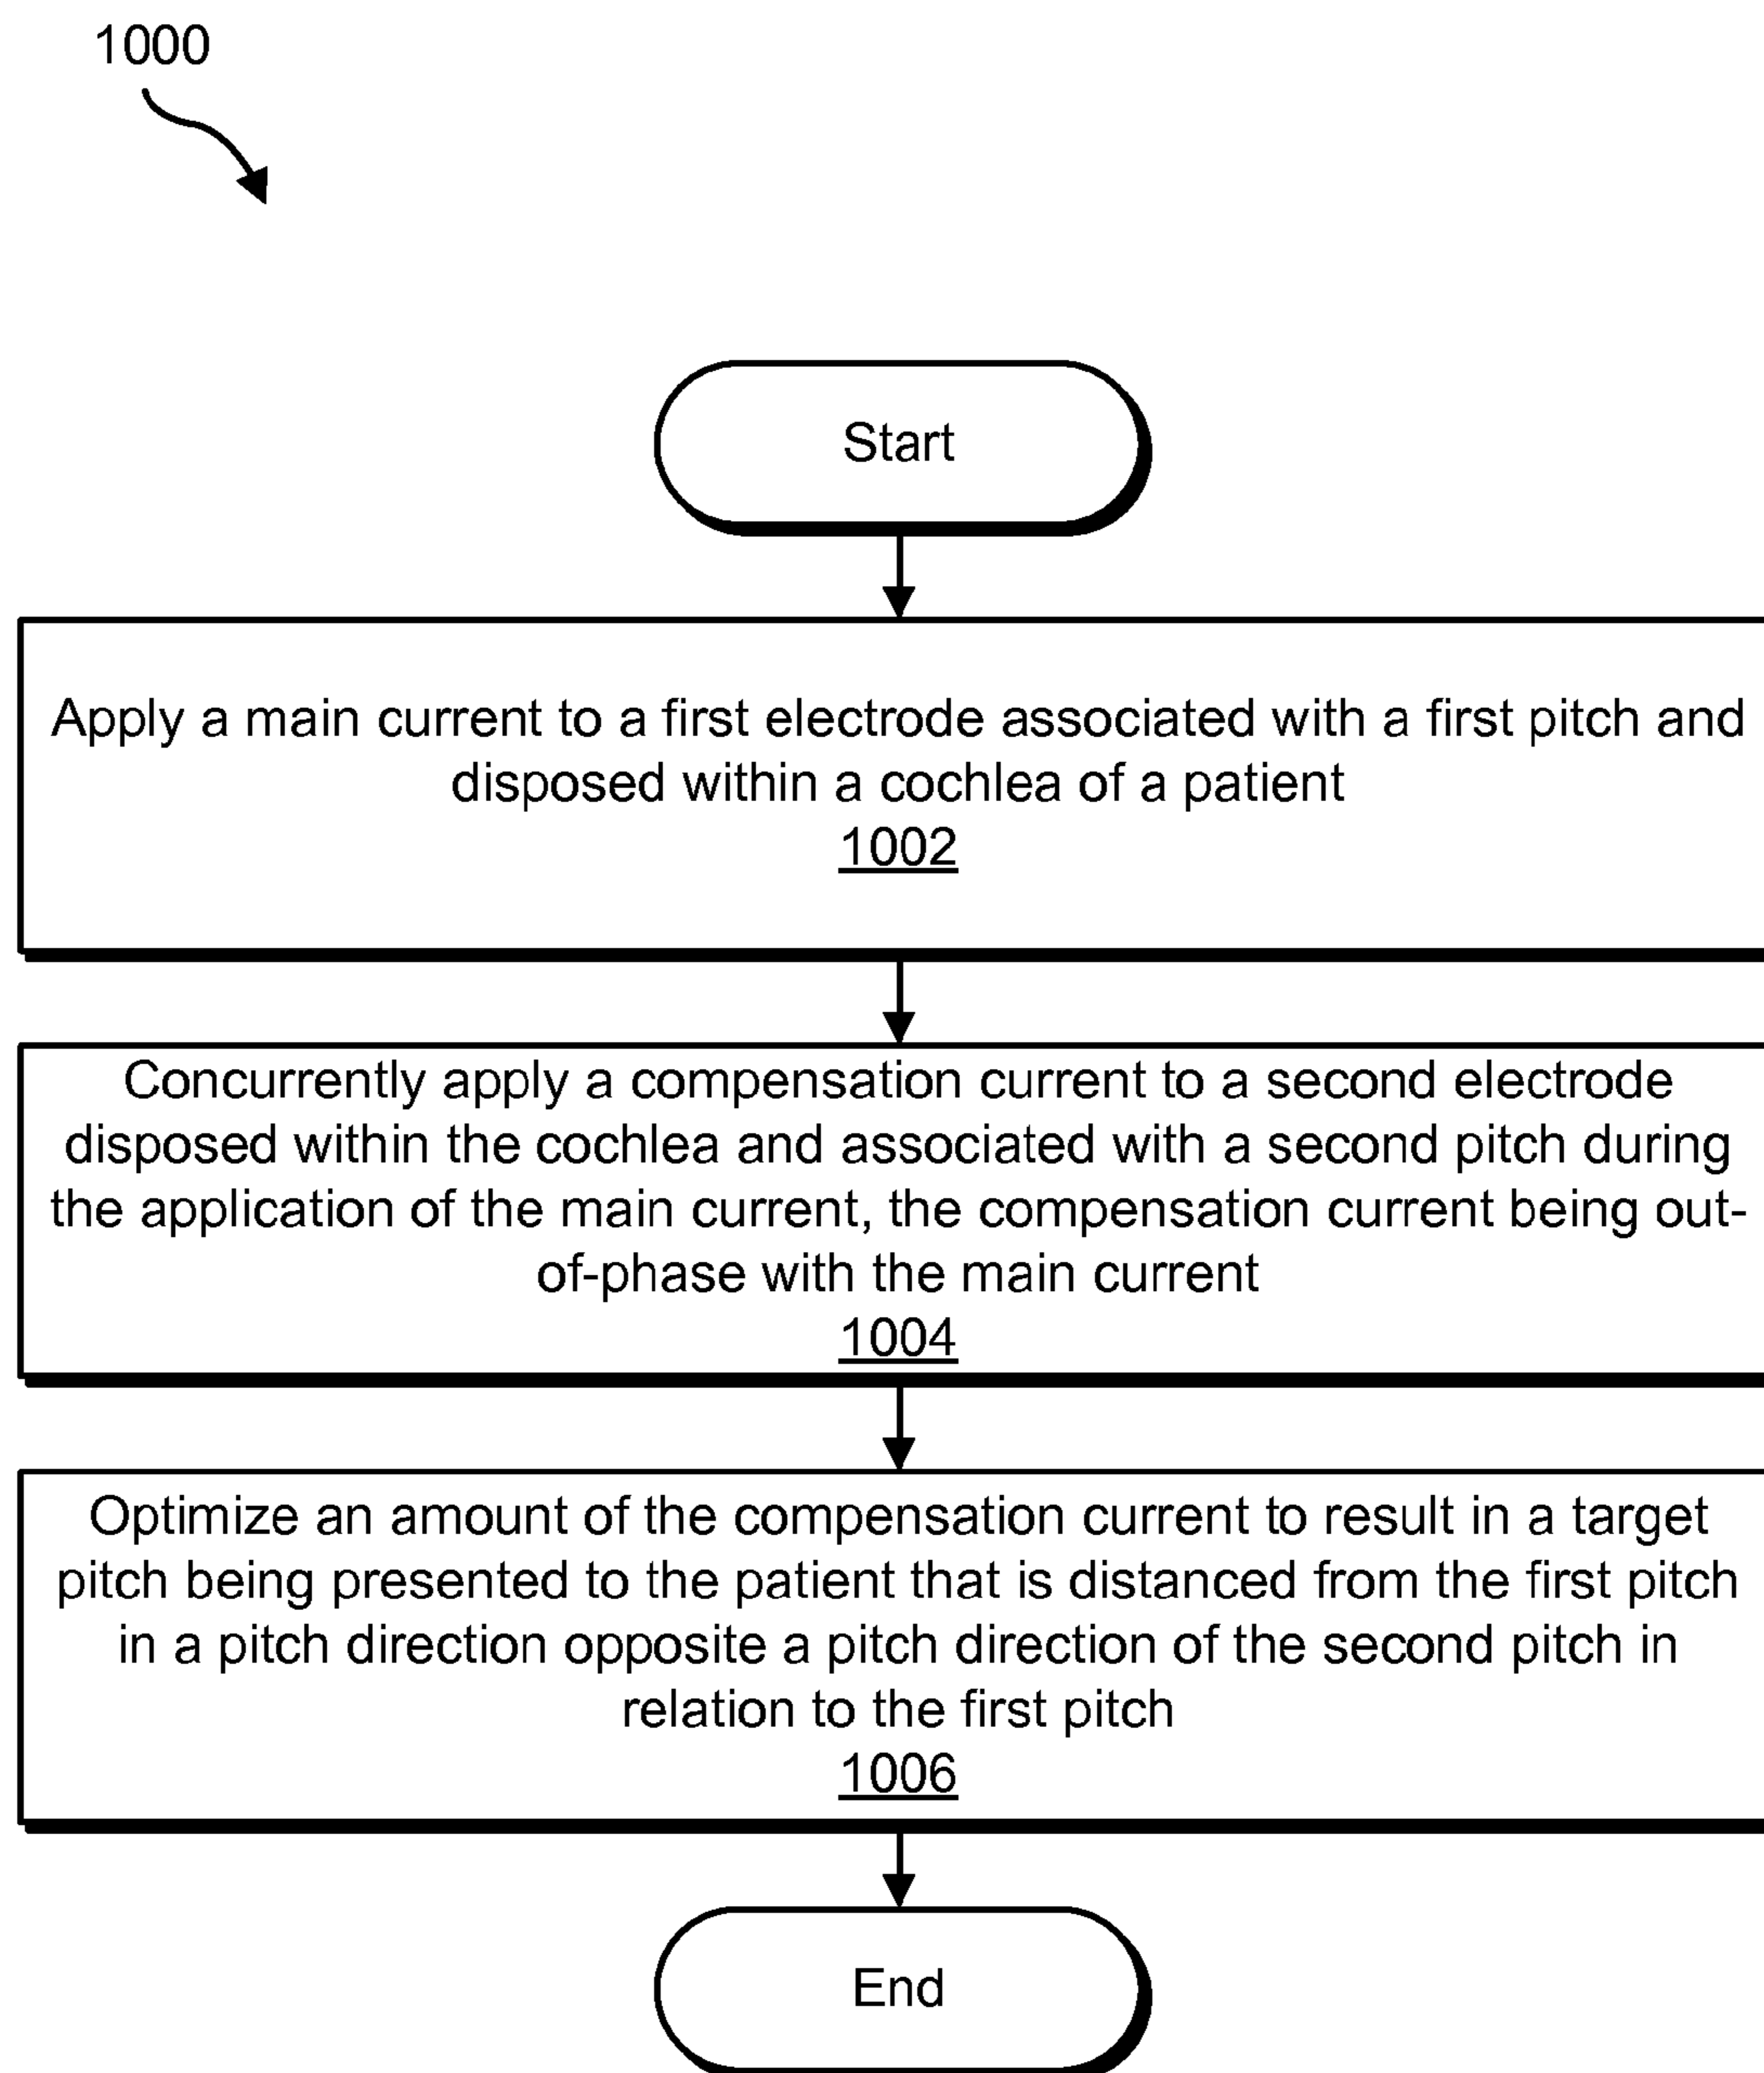 1000
Start
Apply a main current to a first electrode associated with a first pitch and
disposed within a cochlea of a patient
1002
Concurrently apply a compensation current to a second electrode
disposed within the cochlea and associated with a second pitch during
the application of the main current, the compensation current being out-
of-phase with the main current
1004
Optimize an amount of the compensation current to result in a target
pitch being presented to the patient that is distanced from the first pitch
in a pitch direction opposite a pitch direction of the second pitch in
relation to the first pitch
1006
End